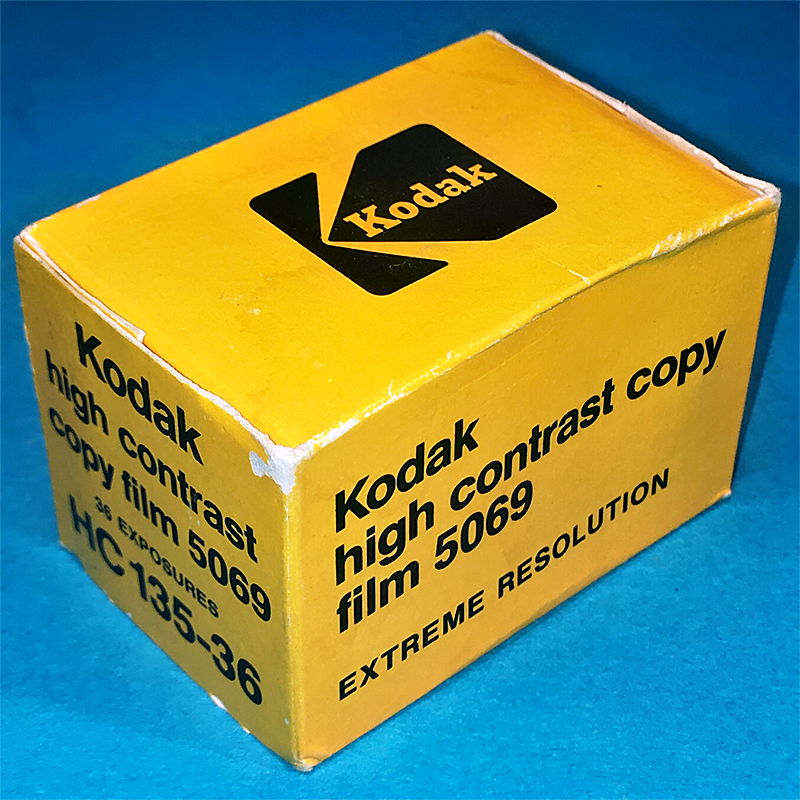 Kodak
Kodak
high contrast
copy film 5069
36 EXPOSURES
HC 135-36
Kodak
high contrast copy
film 5069
EXTREME RESOLUTION